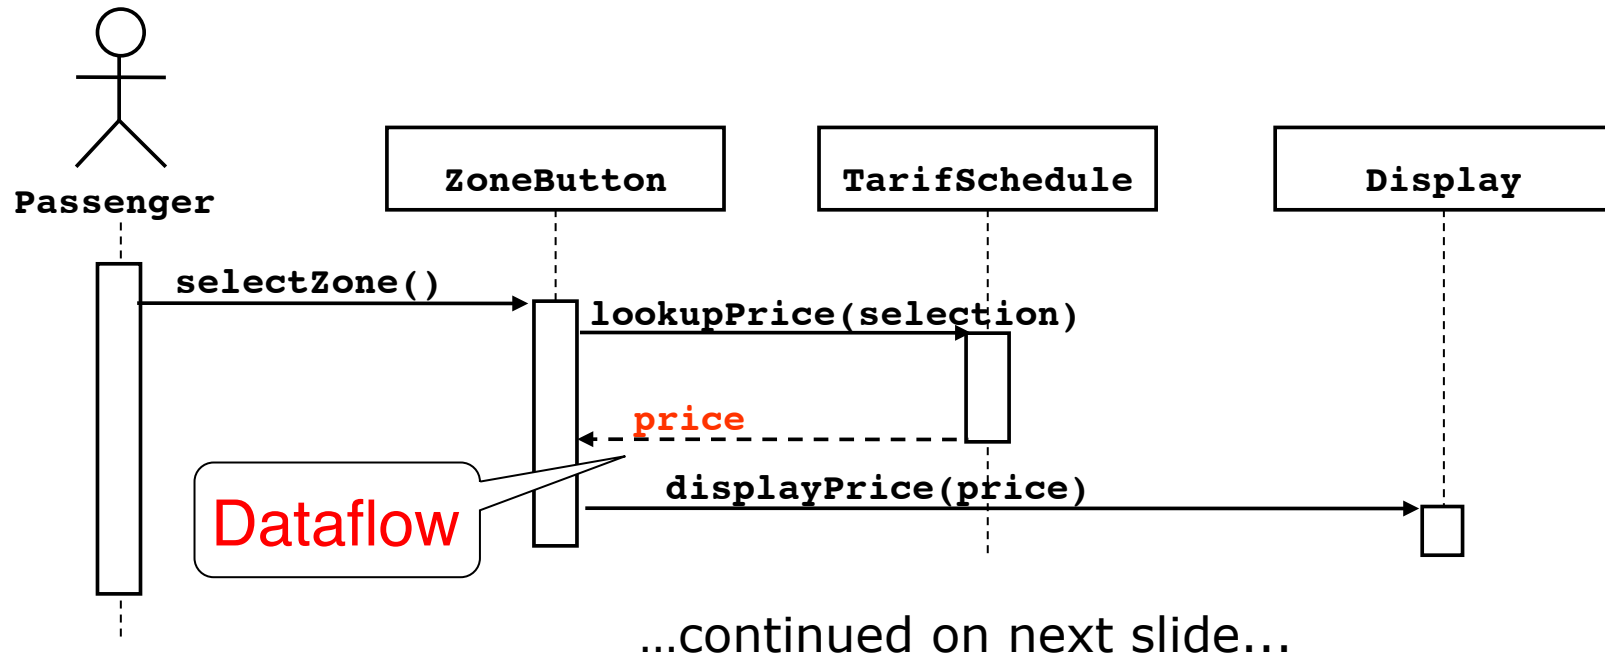 Passenger
ZoneButton
TarifSchedule
Display
selectZone()
lookupPrice(selection)
price
Dataflow
displayPrice(price)
…continued on next slide...